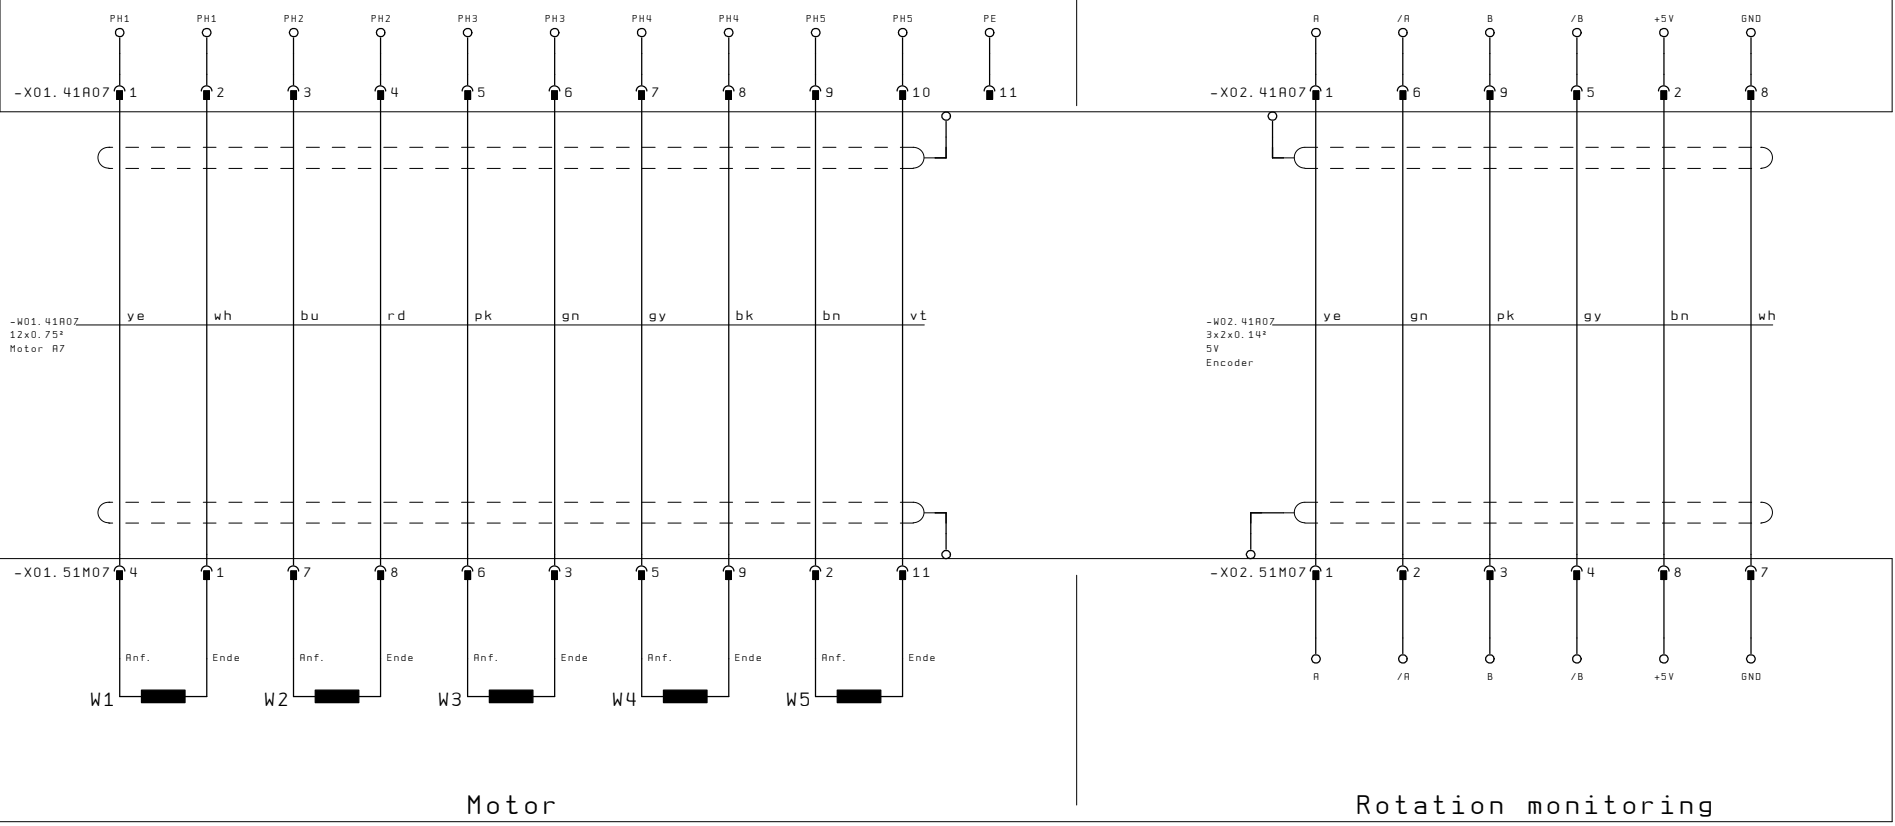 PH1 PH1 PH2 PH2 PH3 PH3 PH4 PH4 PH5 PH5 PE A /A B /B +5V GND
-X01.41A07 1 2 3 4 5 6 7 8 9 10 11 -X02.41A07 1 6 9 5 2 8
ye wh bu rd pk gn gy bk bn vt ye gn pk gy bn wh
-W01.41A07 -W02.41A07
12x0.75² 3x2x0.14²
Motor A7 5V
Encoder
-X01.51M07 4 1 7 8 6 3 5 9 2 11 -X02.51M07 1 2 3 4 8 7
Anf. Ende Anf. Ende Anf. Ende Anf. Ende Anf. Ende
A /A B /B +5V GND
W1 W2 W3 W4 W5
Motor Rotation monitoring